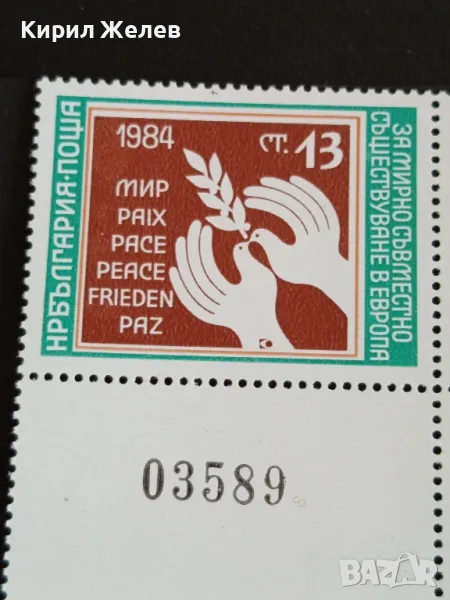 Кирил Желев
НРБЪЛГАРИЯ·ПОЩА
1984
СТ. 13
МИР
PAIX
PACE
PEACE
FRIEDEN
PAZ
ЗА МИРНО СЪВМЕСТНО
СЪЩЕСТВУВАНЕ В ЕВРОПА
03589
BAZAR